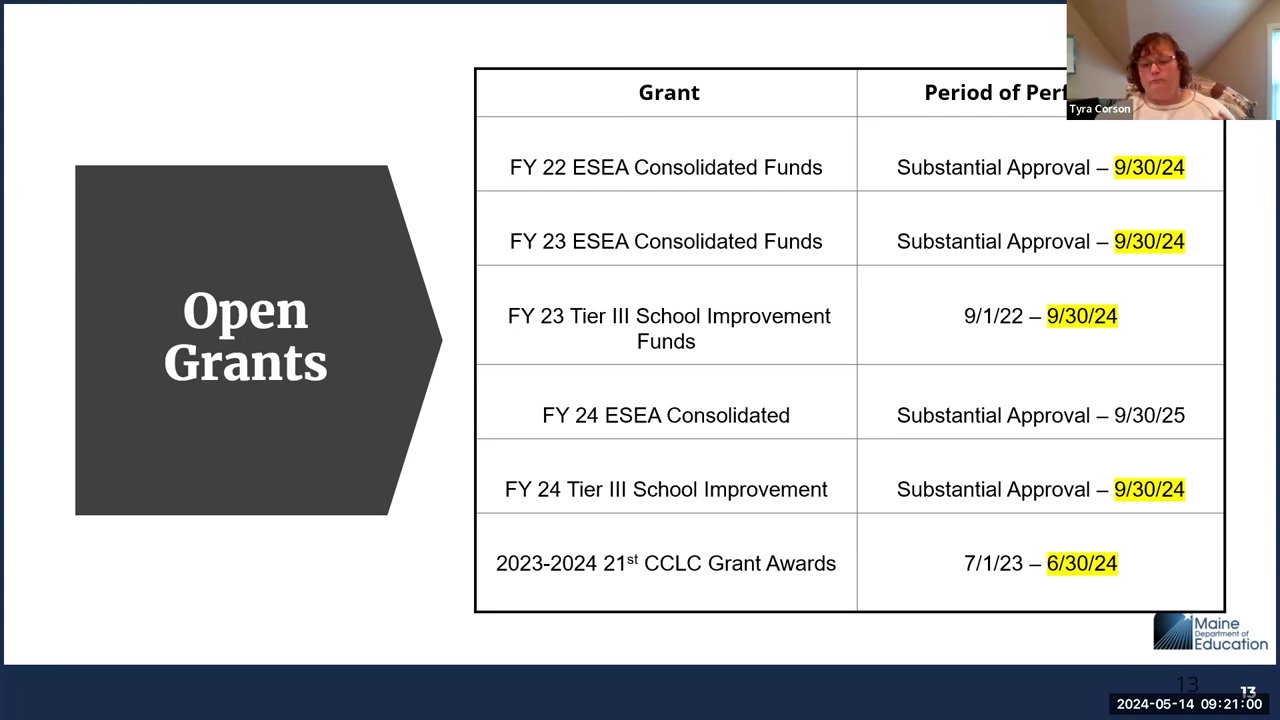 Open
Grants
Grant
Period of
FY 22 ESEA Consolidated Funds
Substantial Approval – 9/30/24
FY 23 ESEA Consolidated Funds
Substantial Approval – 9/30/24
FY 23 Tier III School Improvement
Funds
9/1/22 – 9/30/24
FY 24 ESEA Consolidated
Substantial Approval – 9/30/25
FY 24 Tier III School Improvement
Substantial Approval – 9/30/24
2023-2024 21st CCLC Grant Awards
7/1/23 – 6/30/24
Tyra Corson
Maine
Department of
Education
13
13
2024-05-14 09:21:00